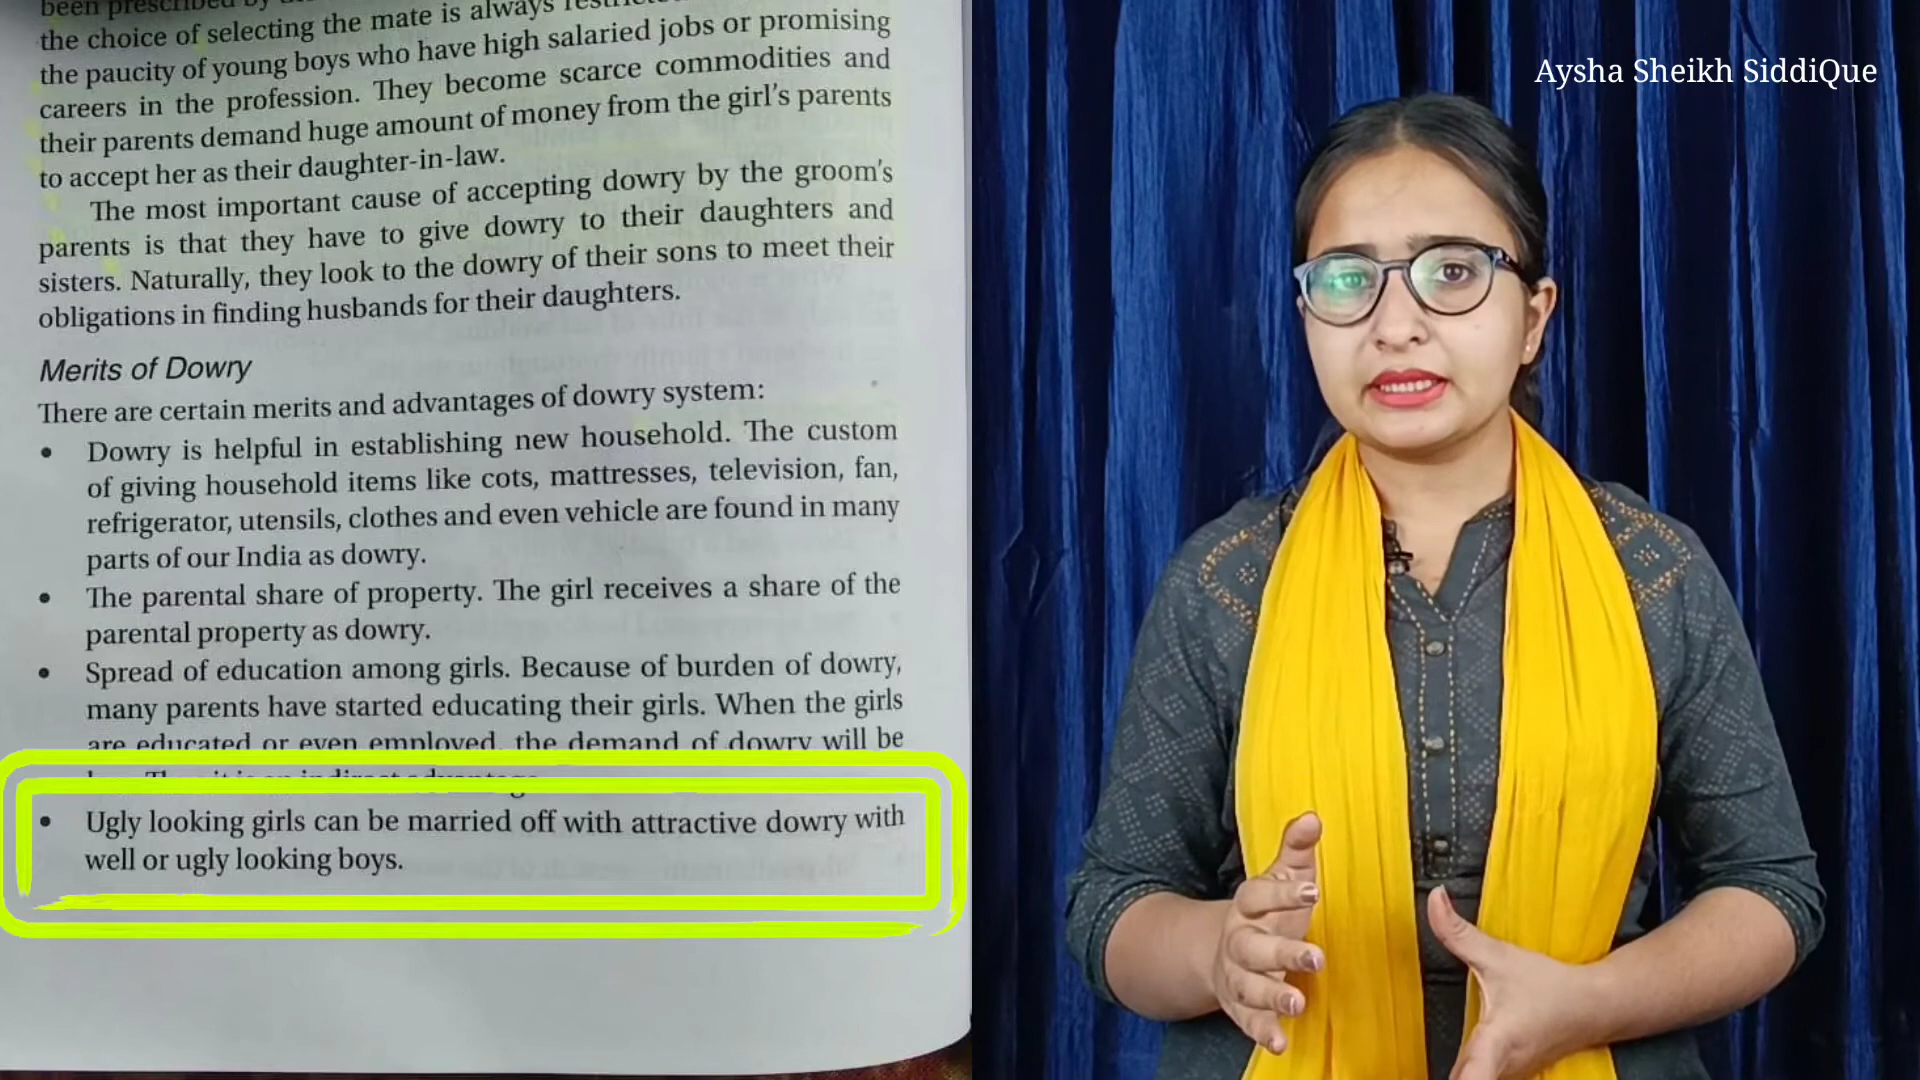 been prescribed by
the choice of selecting the mate is always
the paucity of young boys who have high salaried jobs or promising
careers in the profession. They become scarce commodities and
their parents demand huge amount of money from the girl's parents
to accept her as their daughter-in-law.
The most important cause of accepting dowry by the groom's
parents is that they have to give dowry to their daughters and
sisters. Naturally, they look to the dowry of their sons to meet their
obligations in finding husbands for their daughters.
Merits of Dowry
There are certain merits and advantages of dowry system:
• Dowry is helpful in establishing new household. The custom
of giving household items like cots, mattresses, television, fan,
refrigerator, utensils, clothes and even vehicle are found in many
parts of our India as dowry.
• The parental share of property. The girl receives a share of the
parental property as dowry.
• Spread of education among girls. Because of burden of dowry,
many parents have started educating their girls. When the girls
are educated or even employed, the demand of dowry will be
it is an indirect advantage.
• Ugly looking girls can be married off with attractive dowry with
well or ugly looking boys.
Aysha Sheikh SiddiQue